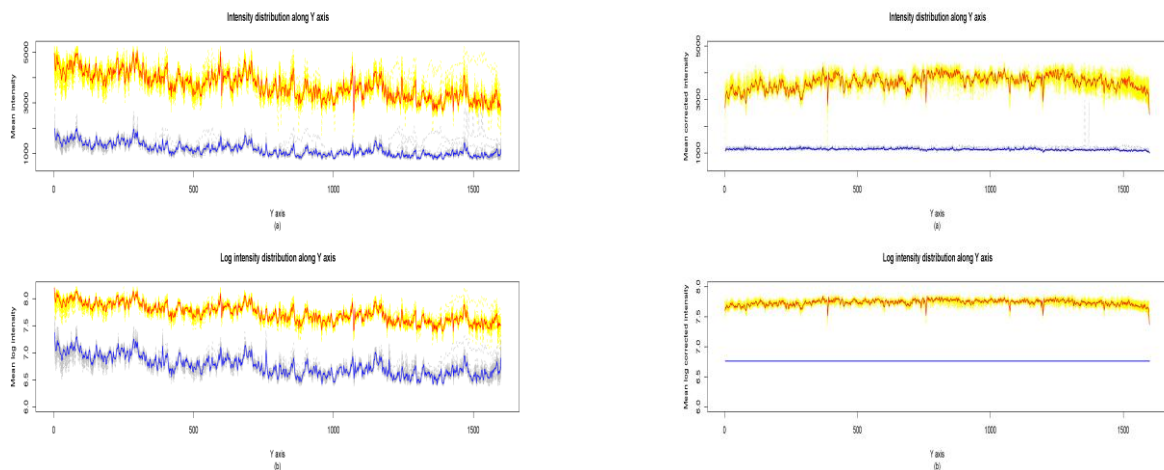 Intensity distribution along Y axis
Mean intensity
1000
3000
5000
0
500
1000
1500
Y axis
(a)
Intensity distribution along Y axis
Mean corrected intensity
1000
3000
5000
0
500
1000
1500
Y axis
(a)
Log intensity distribution along Y axis
Mean log intensity
6.0
6.5
7.0
7.5
8.0
0
500
1000
1500
Y axis
(b)
Log intensity distribution along Y axis
Mean log corrected intensity
6.0
6.5
7.0
7.5
8.0
0
500
1000
1500
Y axis
(b)